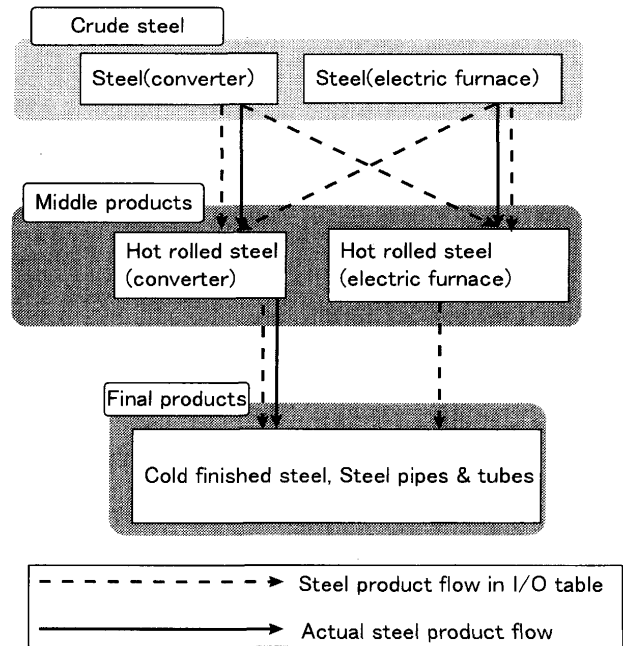 Crude steel
Steel(converter)
Steel(electric furnace)
Middle products
Hot rolled steel
(converter)
Hot rolled steel
(electric furnace)
Final products
Cold finished steel, Steel pipes & tubes
Steel product flow in I/O table
Actual steel product flow